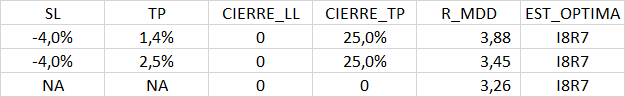 SL TP CIERRE_LL CIERRE_TP R_MDD EST_OPTIMA
-4,0% 1,4% 0 25,0% 3,88 I8R7
-4,0% 2,5% 0 25,0% 3,45 I8R7
NA NA 0 0 3,26 I8R7